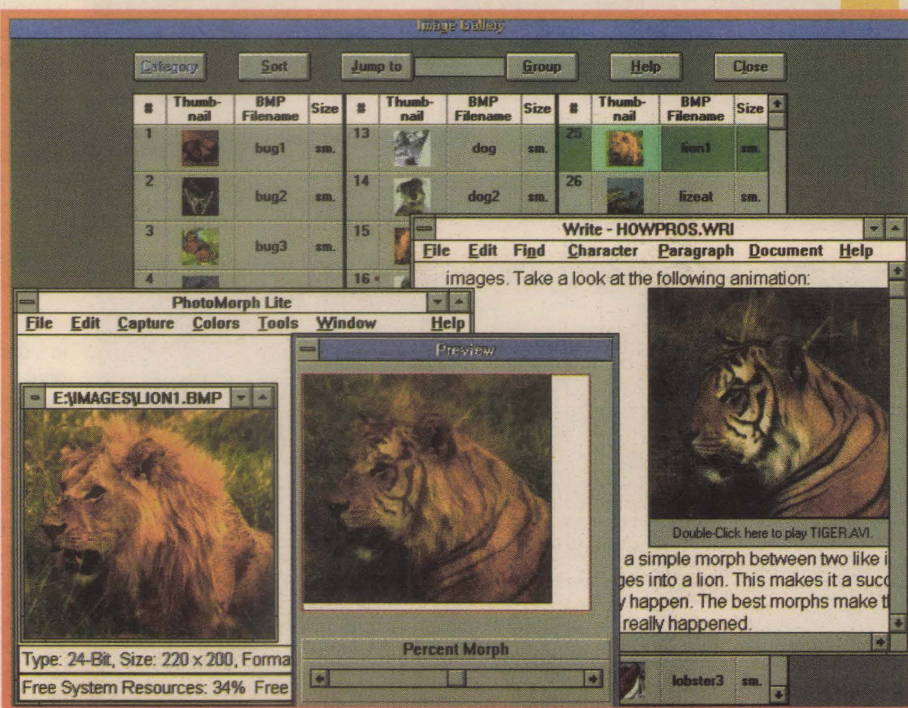 Image Gallery
Category Sort Jump to Group Help Close
# Thumb-nail BMP Filename Size # Thumb-nail BMP Filename Size # Thumb-nail BMP Filename Size
1 bug1 sm. 13 dog sm. 25 lion1 sm.
2 bug2 sm. 14 dog2 sm. 26 lizeat sm.
3 bug3 sm. 15
4 16
Write - HOWPROS.WRI
File Edit Find Character Paragraph Document Help
images. Take a look at the following animation:
Double-Click here to play TIGER.AVI.
a simple morph between two like i
ges into a lion. This makes it a succ
y happen. The best morphs make t
really happened.
PhotoMorph Lite
File Edit Capture Colors Tools Window Help
E:\IMAGES\LION1.BMP
Type: 24-Bit, Size: 220 x 200, Forma
Free System Resources: 34% Free
Preview
Percent Morph
lobster3 sm.